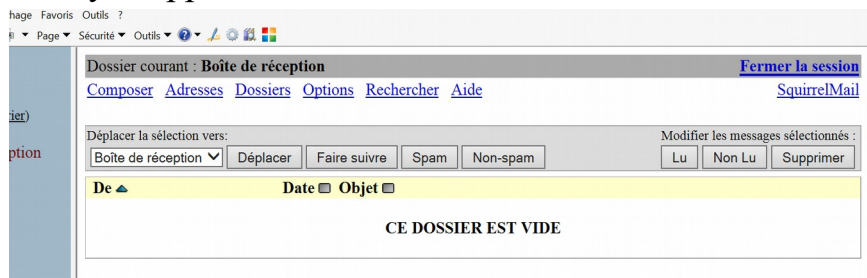 hage Favoris Outils ?
Page Sécurité Outils
Dossier courant : Boîte de réception Fermer la session
Composer Adresses Dossiers Options Rechercher Aide SquirrelMail
ier)
Déplacer la sélection vers: Modifier les messages sélectionnés :
ption
Boîte de réception Déplacer Faire suivre Spam Non-spam Lu Non Lu Supprimer
De Date Objet
CE DOSSIER EST VIDE